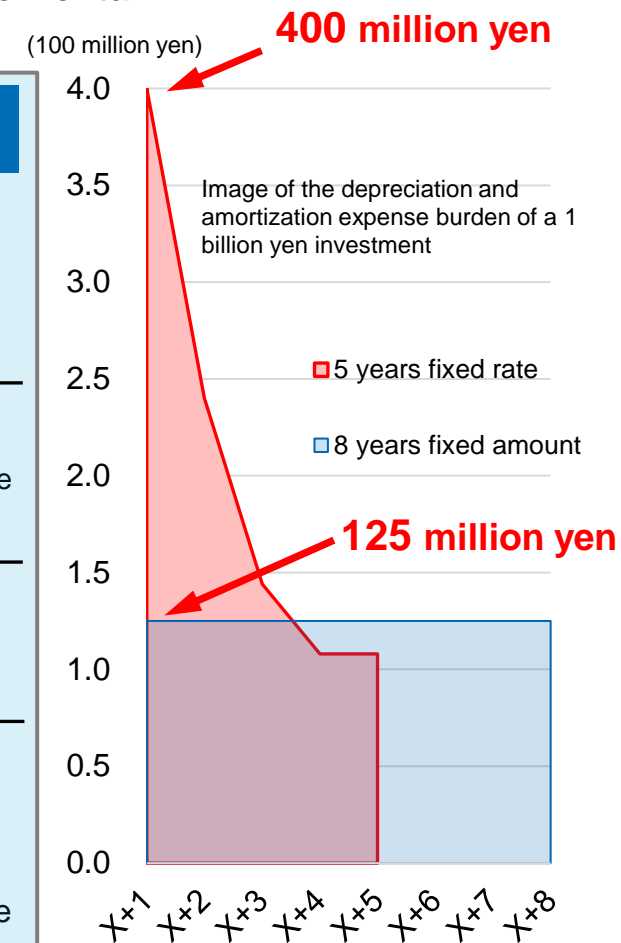 (100 million yen)
400 million yen
4.0
3.5
Image of the depreciation and
amortization expense burden of a 1
billion yen investment
3.0
5 years fixed rate
2.5
8 years fixed amount
2.0
125 million yen
1.5
1.0
0.5
0.0
X+1
X+2
X+3
X+4
X+5
X+6
X+7
X+8
e
e